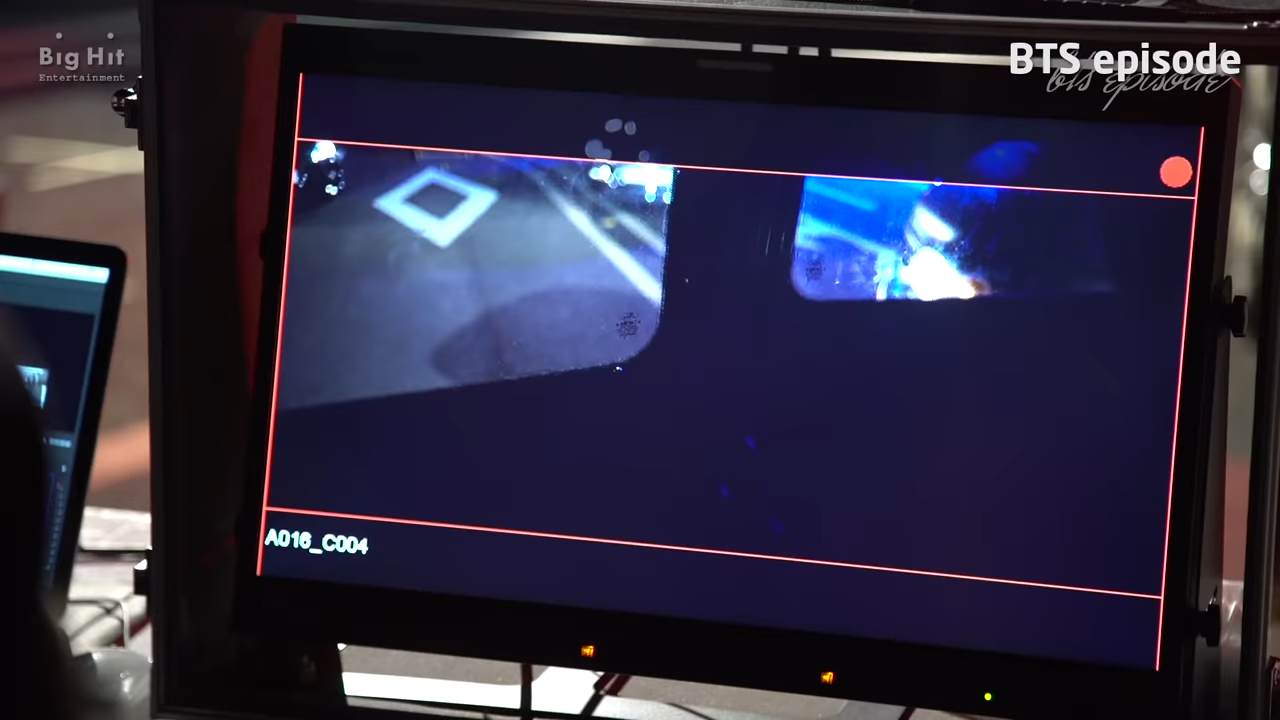 Big Hit
Entertainment
BTS episode
bts episode
A016_C004